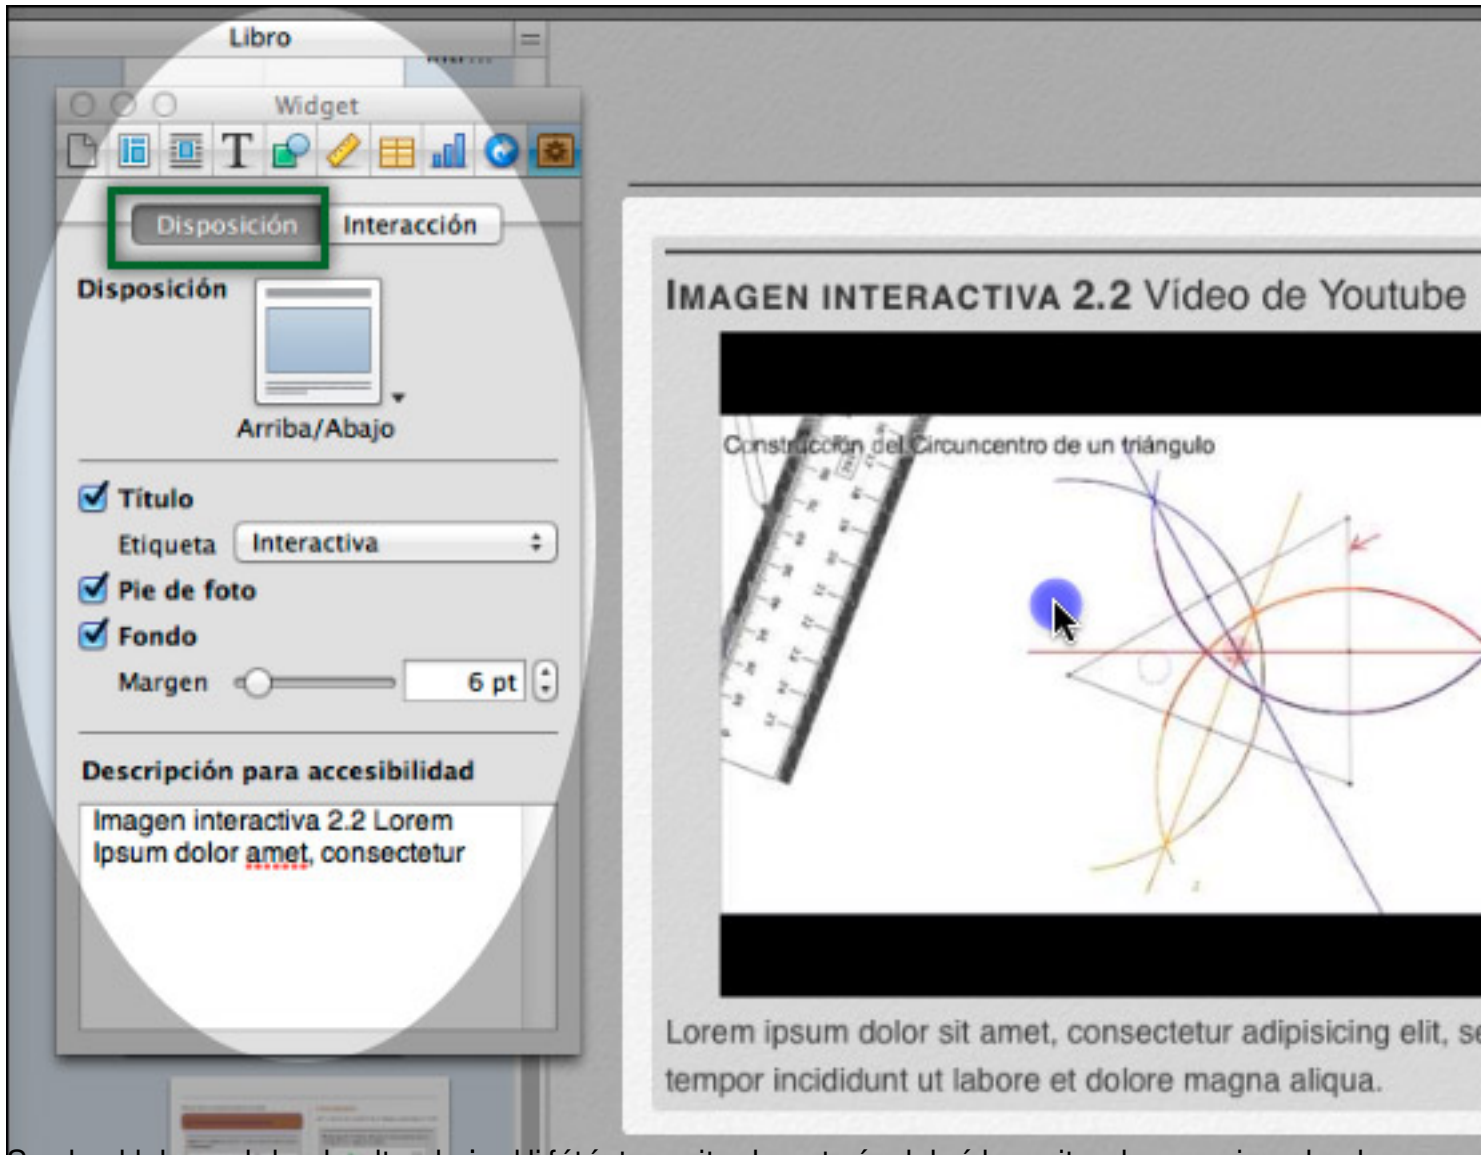 Libro
Widget
Disposición
Interacción
Disposición
Arriba/Abajo
Título
Etiqueta Interactiva
Pie de foto
Fondo
Margen 6 pt
Descripción para accesibilidad
Imagen interactiva 2.2 Lorem
Ipsum dolor amet, consectetur
IMAGEN INTERACTIVA 2.2 Vídeo de Youtube
Construcción del Circuncentro de un triángulo
Lorem ipsum dolor sit amet, consectetur adipisicing elit,
tempor incididunt ut labore et dolore magna aliqua.